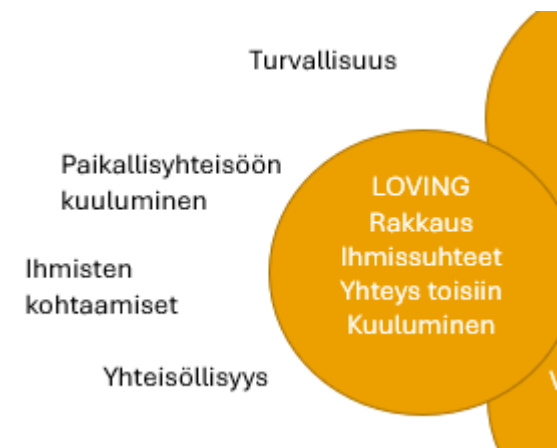 Turvallisuus
Paikallisyhteisöön
kuuluminen
Ihmisten
kohtaamiset
Yhteisöllisyys
LOVING
Rakkaus
Ihmissuhteet
Yhteys toisiin
Kuuluminen